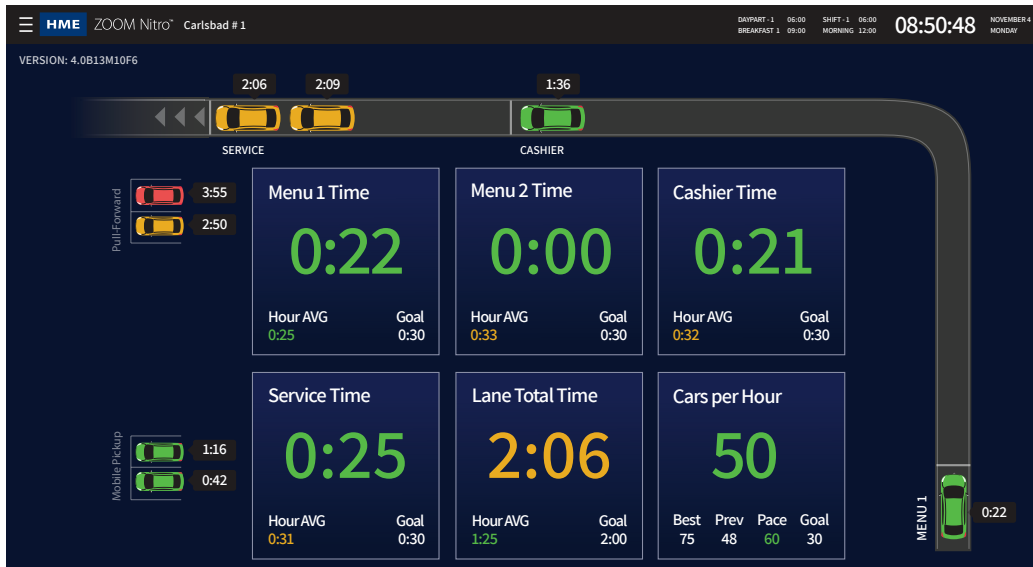 HME ZOOM Nitro™ Carlsbad # 1
DAYPART - 1 06:00 SHIFT - 1 06:00
BREAKFAST 1 09:00 MORNING 12:00
08:50:48
NOVEMBER 4
MONDAY
VERSION: 4.0B13M10F6
2:06 2:09 1:36
SERVICE CASHIER
Pull-Forward
3:55
2:50
Menu 1 Time
0:22
Hour AVG Goal
0:25 0:30
Menu 2 Time
0:00
Hour AVG Goal
0:33 0:30
Cashier Time
0:21
Hour AVG Goal
0:32 0:30
Mobile Pickup
1:16
0:42
Service Time
0:25
Hour AVG Goal
0:31 0:30
Lane Total Time
2:06
Hour AVG Goal
1:25 2:00
Cars per Hour
50
Best Prev Pace Goal
75 48 60 30
MENU 1
0:22